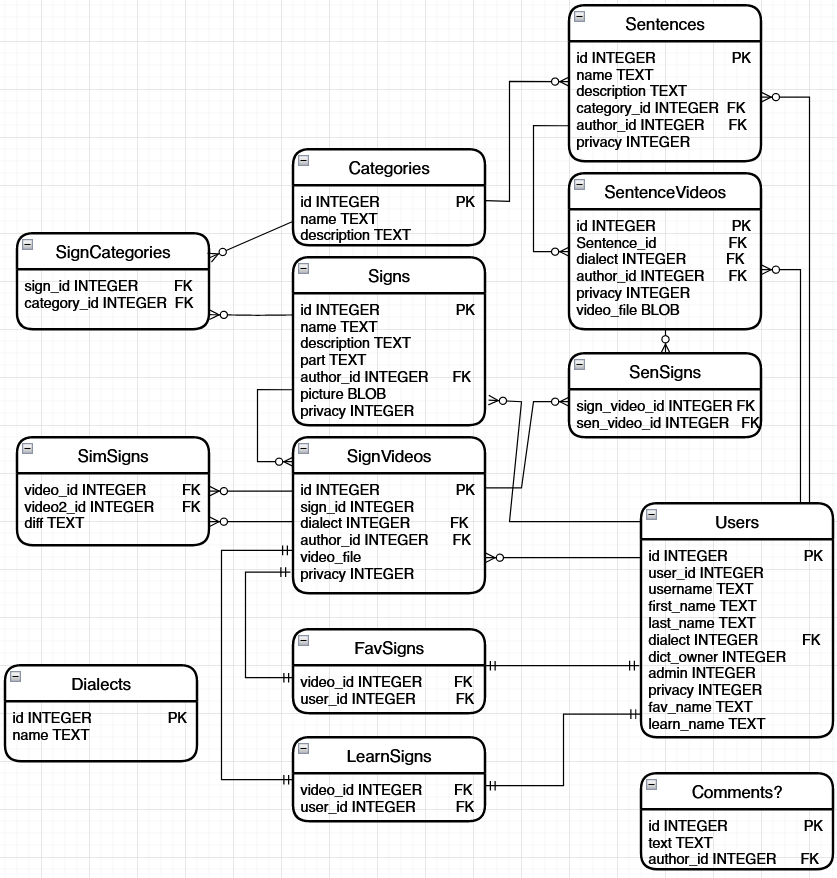 Sentences
id INTEGER PK
name TEXT
description TEXT
category_id INTEGER FK
author_id INTEGER FK
privacy INTEGER
Categories
id INTEGER PK
name TEXT
description TEXT
SentenceVideos
id INTEGER PK
Sentence_id FK
dialect INTEGER FK
author_id INTEGER FK
privacy INTEGER
video_file BLOB
SignCategories
sign_id INTEGER FK
category_id INTEGER FK
Signs
id INTEGER PK
name TEXT
description TEXT
part TEXT
author_id INTEGER FK
picture BLOB
privacy INTEGER
SenSigns
sign_video_id INTEGER FK
sen_video_id INTEGER FK
SimSigns
video_id INTEGER FK
video2_id INTEGER FK
diff TEXT
SignVideos
id INTEGER PK
sign_id INTEGER
dialect INTEGER FK
author_id INTEGER FK
video_file
privacy INTEGER
Users
id INTEGER PK
user_id INTEGER
username TEXT
first_name TEXT
last_name TEXT
dialect INTEGER FK
dict_owner INTEGER
admin INTEGER
privacy INTEGER
fav_name TEXT
learn_name TEXT
FavSigns
video_id INTEGER FK
user_id INTEGER FK
Dialects
id INTEGER PK
name TEXT
LearnSigns
video_id INTEGER FK
user_id INTEGER FK
Comments?
id INTEGER PK
text TEXT
author_id INTEGER FK